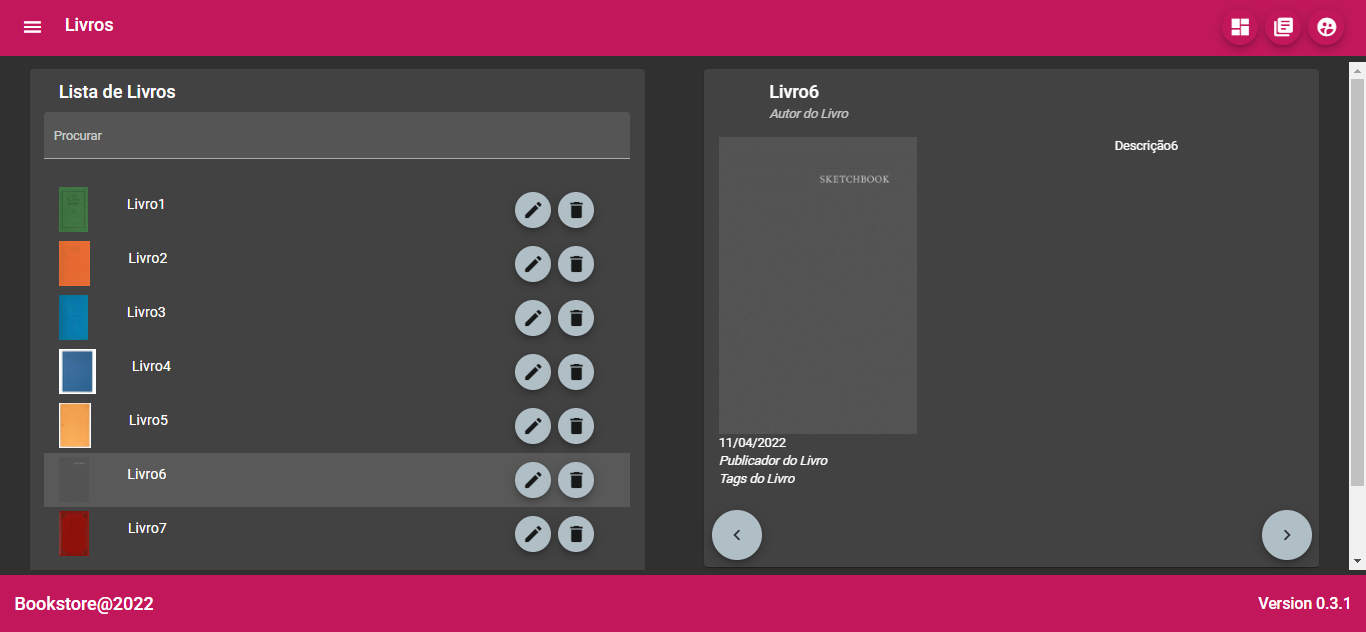 Livros
Lista de Livros
Procurar
Livro1
Livro2
Livro3
Livro4
Livro5
Livro6
Livro7
Livro6
Autor do Livro
SKETCHBOOK
Descrição6
11/04/2022
Publicador do Livro
Tags do Livro
Bookstore@2022
Version 0.3.1